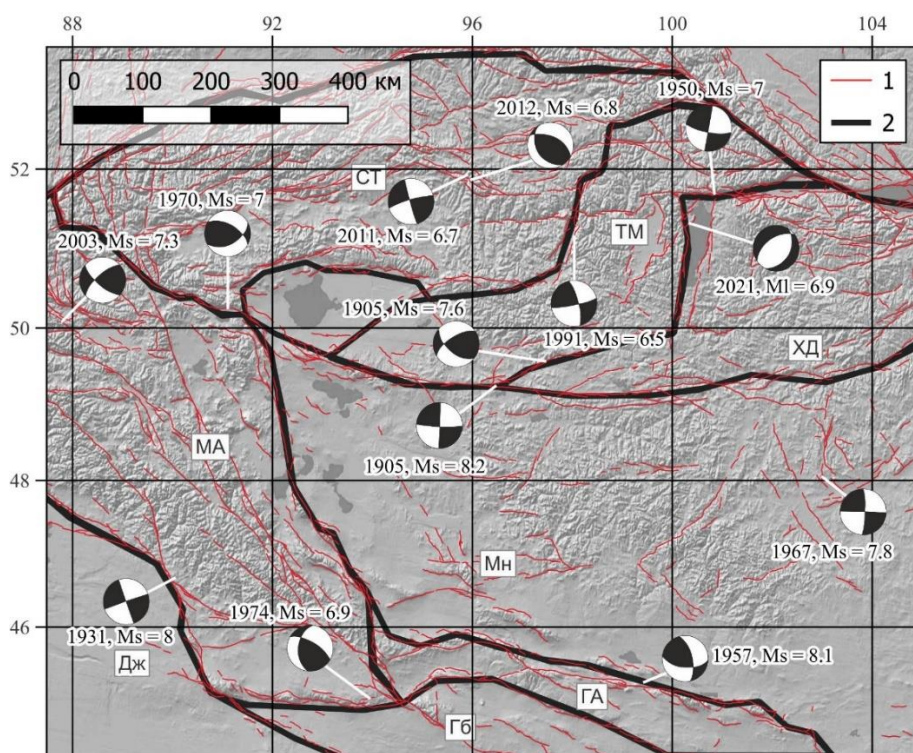 88 92 96 100 104
0 100 200 300 400 км
1
2
1950, Ms = 7
2012, Ms = 6.8
52
СТ
1970, Ms = 7
2011, Ms = 6.7
ТМ
2003, Ms = 7.3
2021, Ml = 6.9
1905, Ms = 7.6
50
1991, Ms = 6.5
ХД
МА
1905, Ms = 8.2
48
1967, Ms = 7.8
Мн
46
1974, Ms = 6.9
1931, Ms = 8
Дж
1957, Ms = 8.1
ГА
Гб